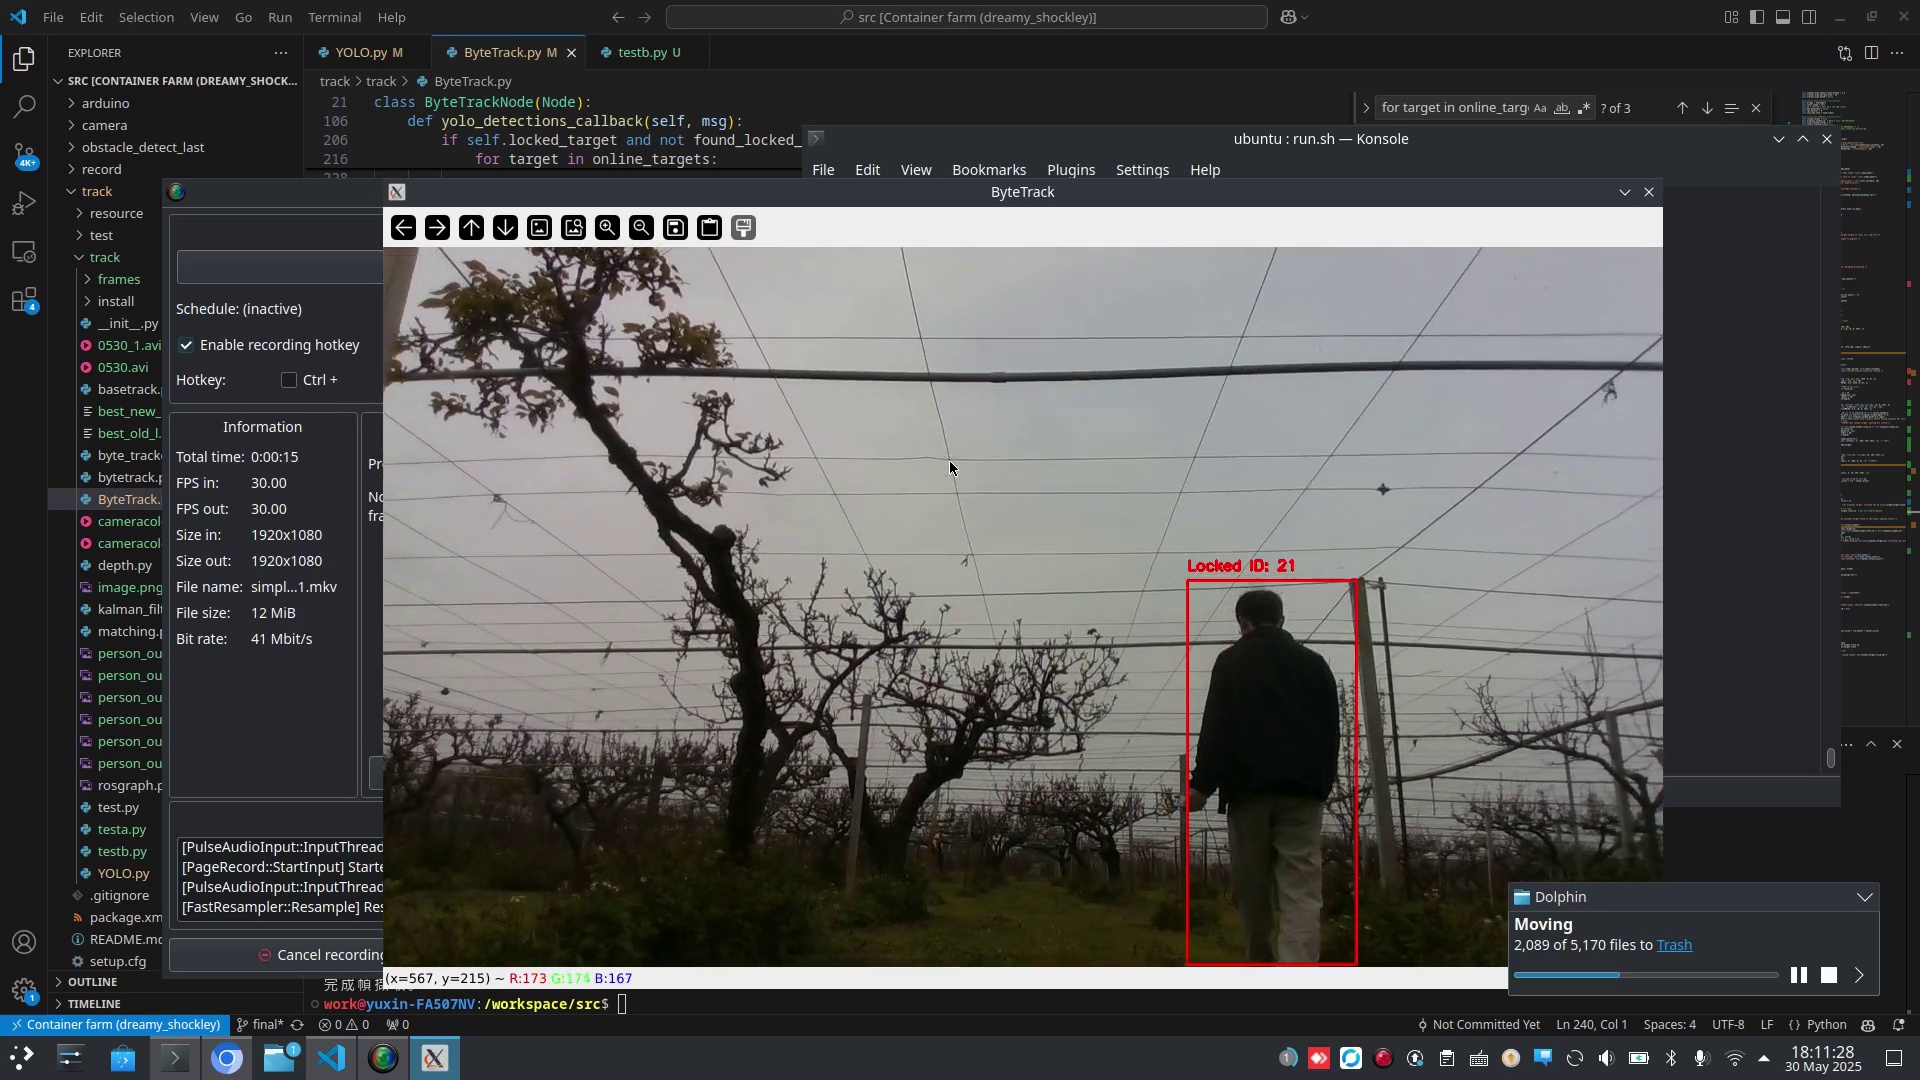 File Edit Selection View Go Run Terminal Help
src [Container farm (dreamy_shockley)]
EXPLORER
SRC [CONTAINER FARM (DREAMY_SHOCK...
arduino
camera
obstacle_detect_last
record
track
resource
test
track
frames
install
__init__.py
0530_1.avi
0530.avi
basetrack.
best_new_
best_old_l.
byte_track
bytetrack.p
ByteTrack.
cameracol
cameracol
depth.py
image.png
kalman_filt
matching.p
person_ou
person_ou
person_ou
person_ou
person_ou
person_ou
rosgraph.p
test.py
testa.py
testb.py
YOLO.py
.gitignore
package.xm
README.md
setup.cfg
OUTLINE
TIMELINE
4K+
4
1
YOLO.py M
ByteTrack.py M
testb.py U
track > track > ByteTrack.py
21 class ByteTrackNode(Node):
106 def yolo_detections_callback(self, msg):
206 if self.locked_target and not found_locked_
216 for target in online_targets:
for target in online_targ Aa ab ? of 3
ubuntu : run.sh — Konsole
File Edit View Bookmarks Plugins Settings Help
ByteTrack
Schedule: (inactive)
Enable recording hotkey
Hotkey: Ctrl +
Information
Total time: 0:00:15
FPS in: 30.00
FPS out: 30.00
Size in: 1920x1080
Size out: 1920x1080
File name: simpl...1.mkv
File size: 12 MiB
Bit rate: 41 Mbit/s
Pr
No
fra
[PulseAudioInput::InputThread
[PageRecord::StartInput] Starte
[PulseAudioInput::InputThread
[FastResampler::Resample] Res
Cancel recording
Locked ID: 21
(x=567, y=215) ~ R:173 G:174 B:167
work@yuxin-FA507NV:/workspace/src$
Dolphin
Moving
2,089 of 5,170 files to Trash
Container farm (dreamy_shockley) final* 0 0 0
Not Committed Yet Ln 240, Col 1 Spaces: 4 UTF-8 LF {} Python
1
1
18:11:28
30 May 2025